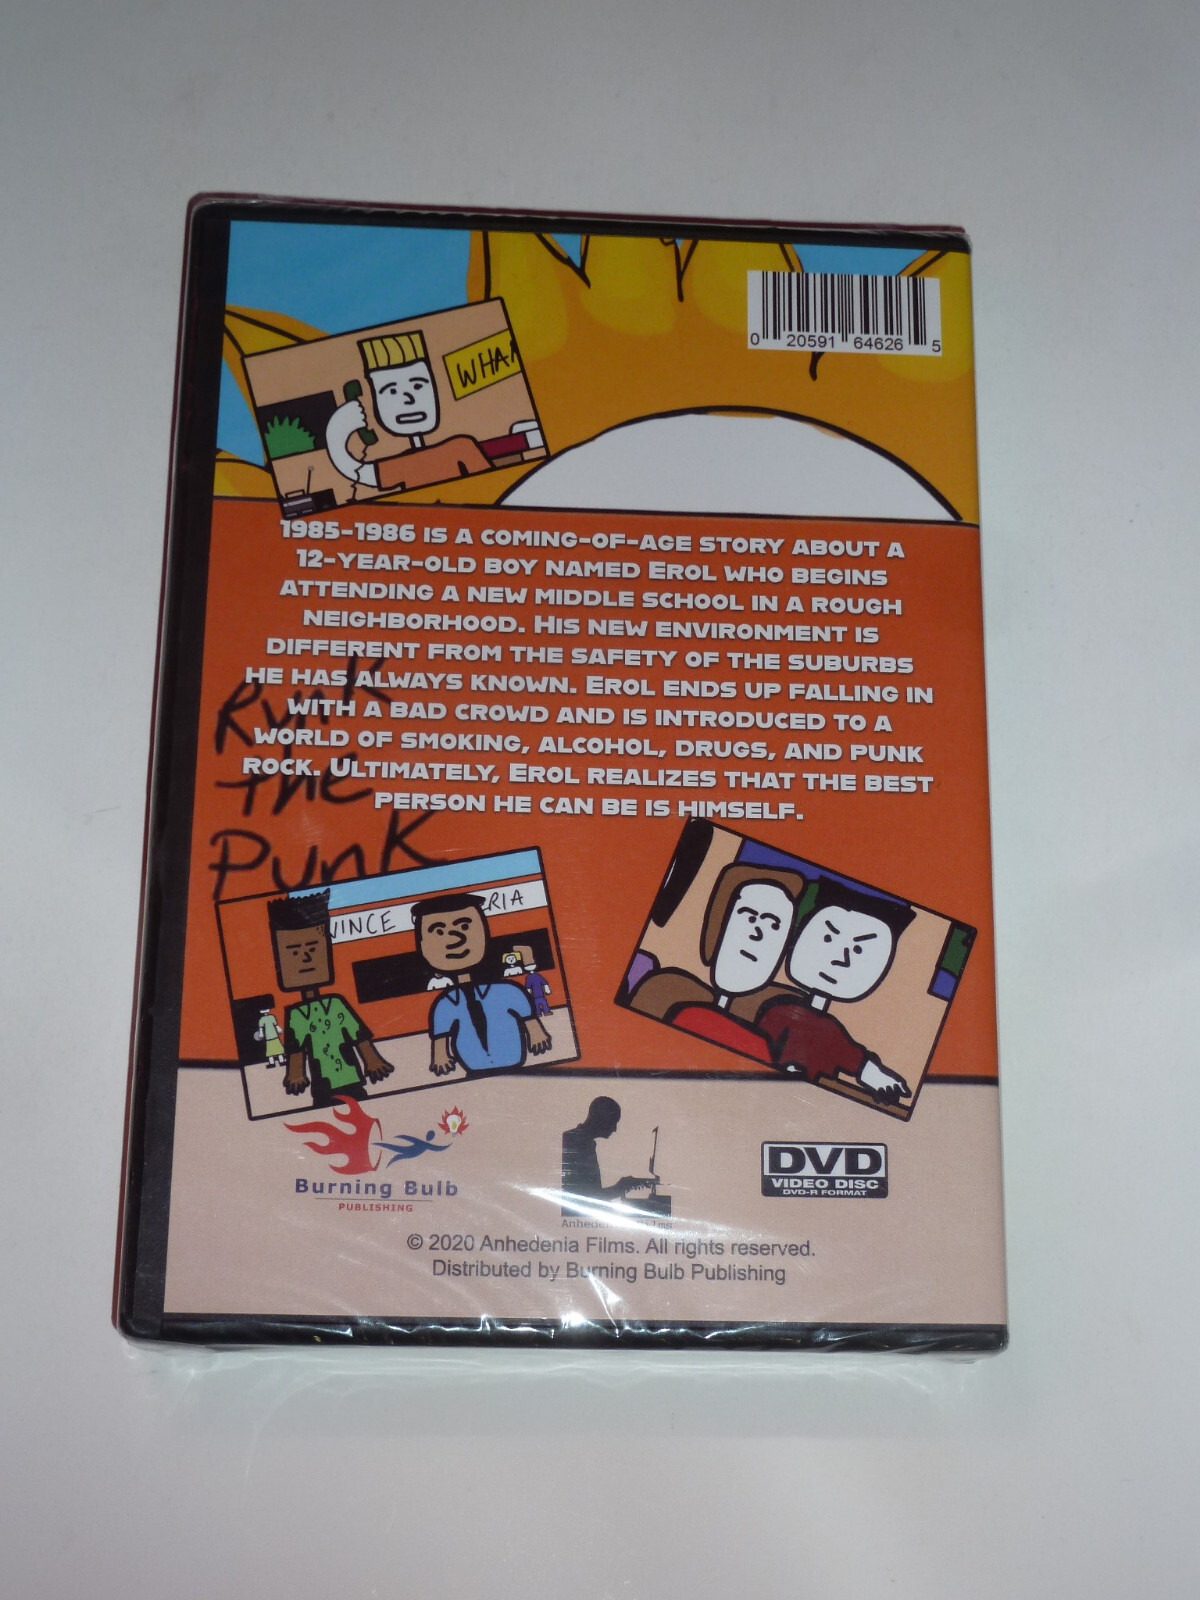 0 20591 64626 5
WHA
1985-1986 IS A COMING-OF-AGE STORY ABOUT A
12-YEAR-OLD BOY NAMED EROL WHO BEGINS
ATTENDING A NEW MIDDLE SCHOOL IN A ROUGH
NEIGHBORHOOD. HIS NEW ENVIRONMENT IS
DIFFERENT FROM THE SAFETY OF THE SUBURBS
HE HAS ALWAYS KNOWN. EROL ENDS UP FALLING IN
WITH A BAD CROWD AND IS INTRODUCED TO A
WORLD OF SMOKING, ALCOHOL, DRUGS, AND PUNK
ROCK. ULTIMATELY, EROL REALIZES THAT THE BEST
PERSON HE CAN BE IS HIMSELF.
Rynk
the
Punk
VINCE RIA
Burning Bulb
PUBLISHING
Anhedenia Films
DVD
VIDEO DISC
DVD-R FORMAT
© 2020 Anhedenia Films. All rights reserved.
Distributed by Burning Bulb Publishing